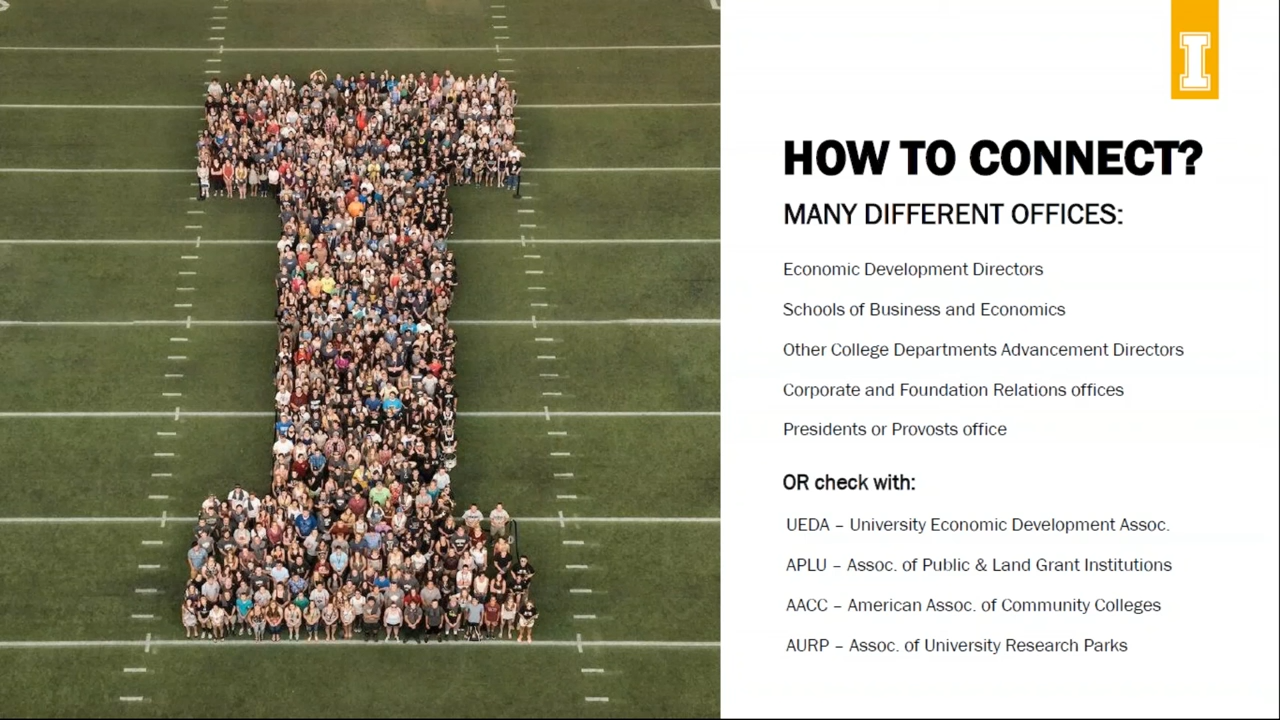 I
HOW TO CONNECT?
MANY DIFFERENT OFFICES:
Economic Development Directors
Schools of Business and Economics
Other College Departments Advancement Directors
Corporate and Foundation Relations offices
Presidents or Provosts office
OR check with:
UEDA – University Economic Development Assoc.
APLU – Assoc. of Public & Land Grant Institutions
AACC – American Assoc. of Community Colleges
AURP – Assoc. of University Research Parks